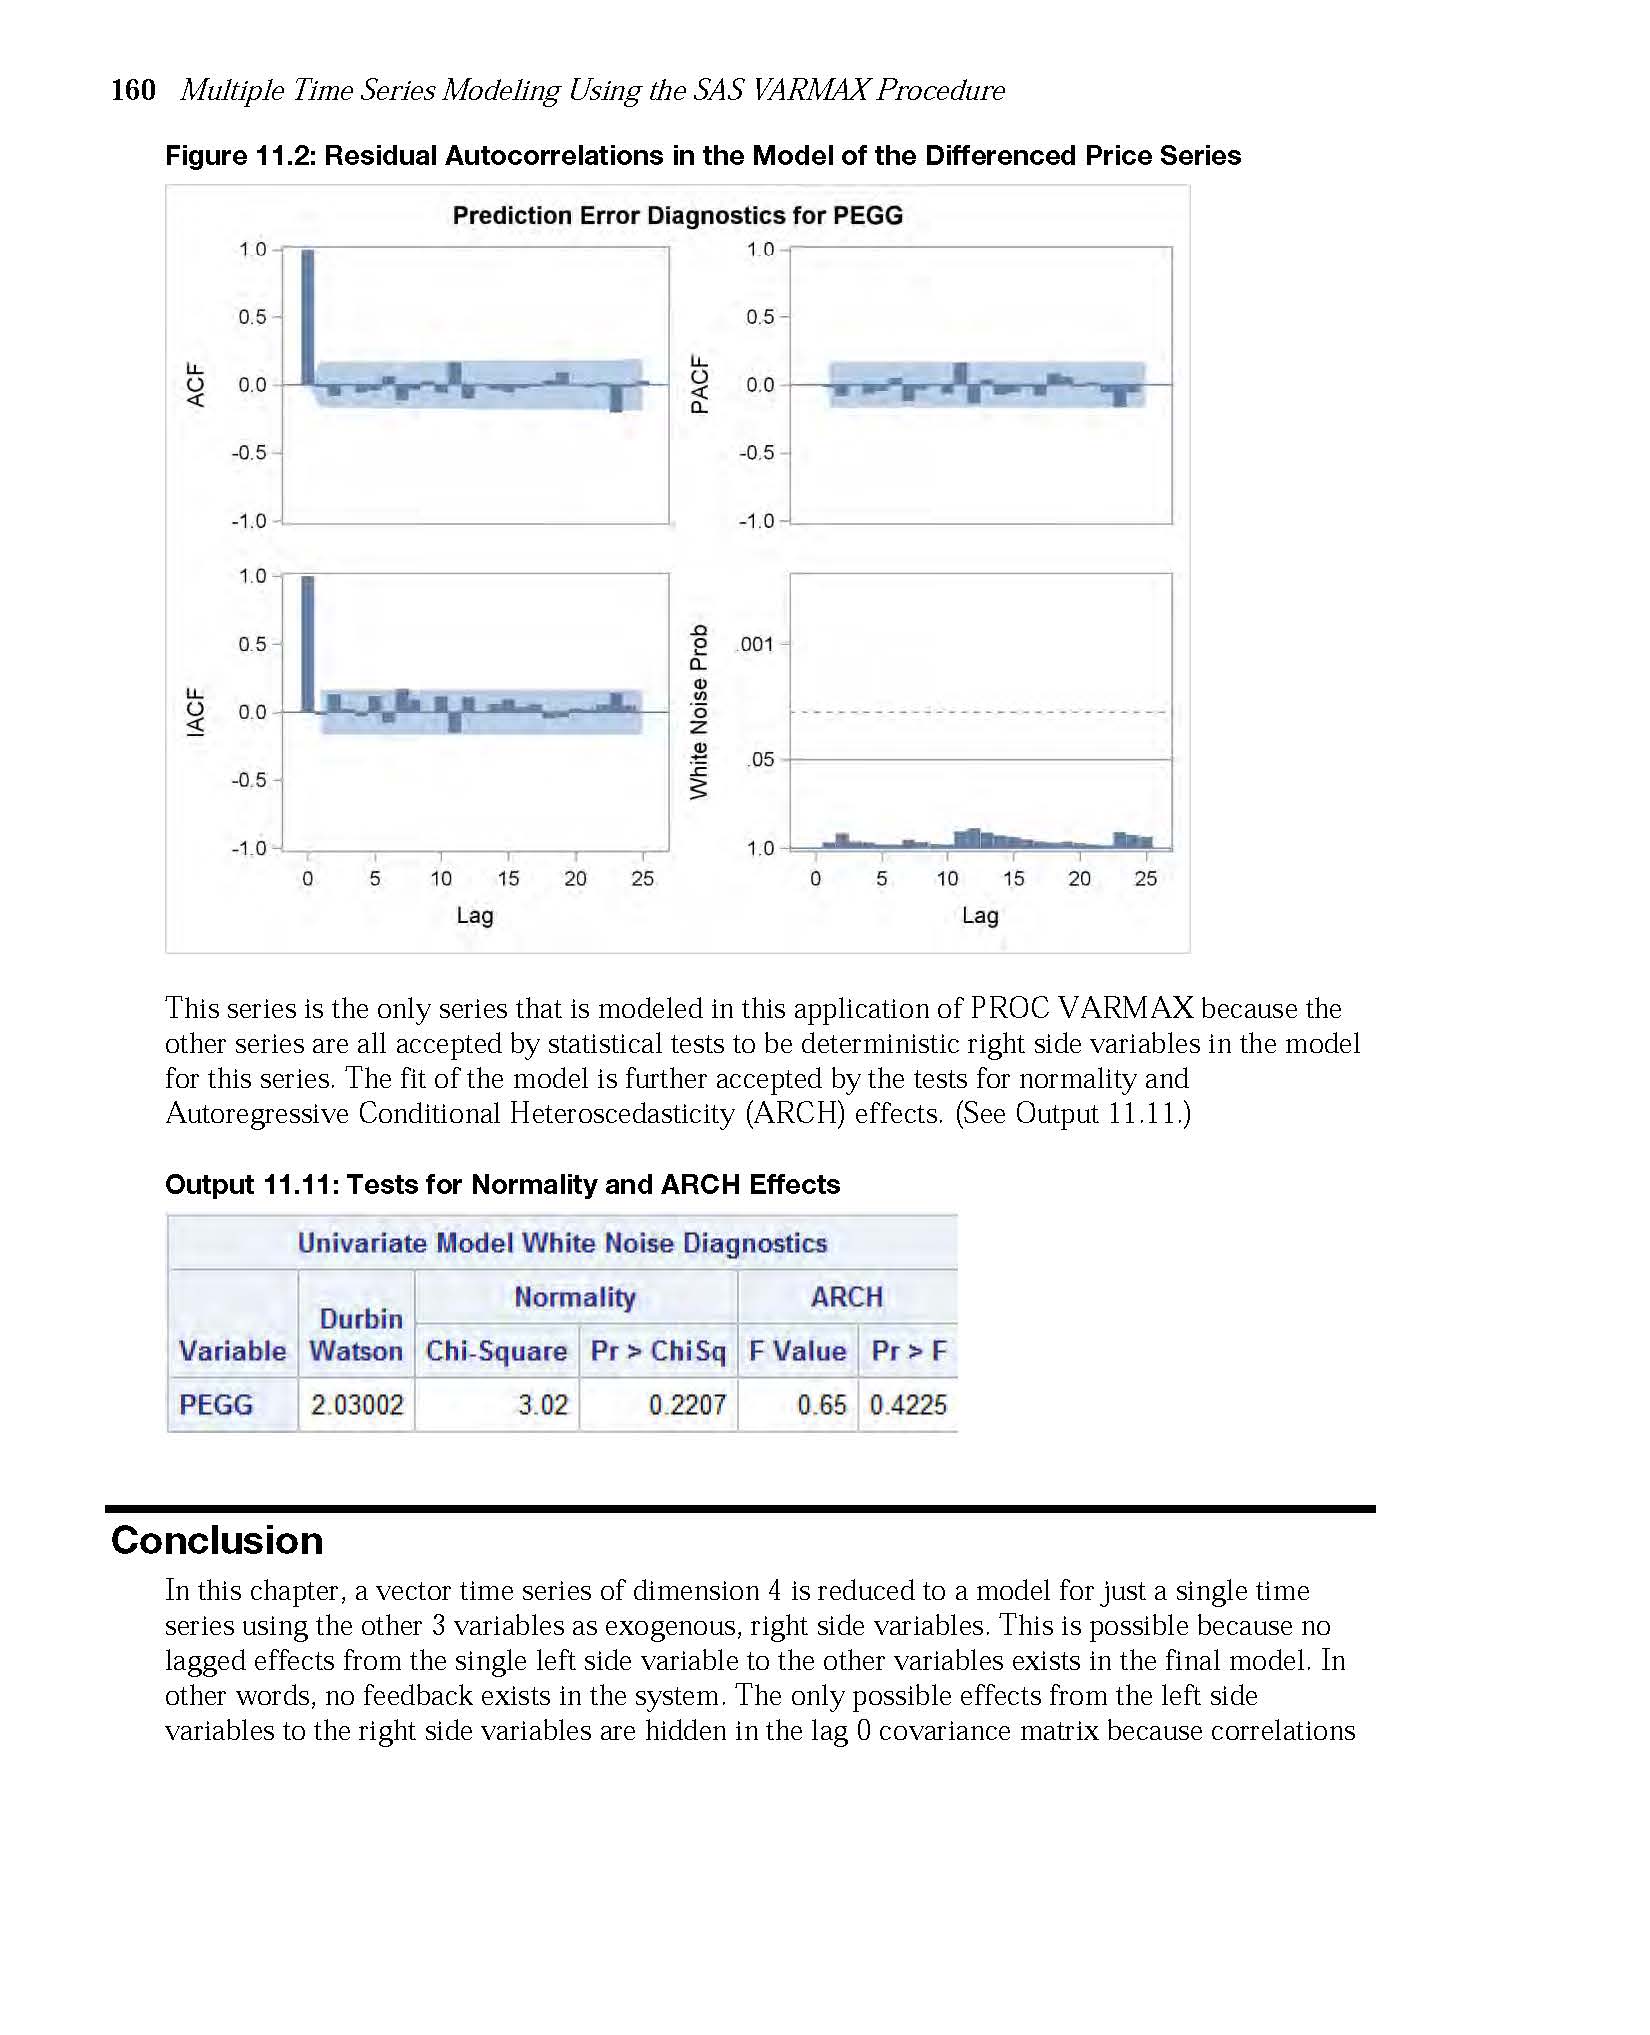 160 Multiple Time Series Modeling Using the SAS VARMAX Procedure
Figure 11.2: Residual Autocorrelations in the Model of the Differenced Price Series
Prediction Error Diagnostics for PEGG
ACF
1.0
0.5
0.0
-0.5
-1.0
PACF
1.0
0.5
0.0
-0.5
-1.0
IACF
1.0
0.5
0.0
-0.5
-1.0
0 5 10 15 20 25
Lag
White Noise Prob
.001
.05
1.0
0 5 10 15 20 25
Lag
This series is the only series that is modeled in this application of PROC VARMAX because the
other series are all accepted by statistical tests to be deterministic right side variables in the model
for this series. The fit of the model is further accepted by the tests for normality and
Autoregressive Conditional Heteroscedasticity (ARCH) effects. (See Output 11.11.)
Output 11.11: Tests for Normality and ARCH Effects
Univariate Model White Noise Diagnostics
Variable Durbin Watson Normality ARCH
Chi-Square Pr > ChiSq F Value Pr > F
PEGG 2.03002 3.02 0.2207 0.65 0.4225
Conclusion
In this chapter, a vector time series of dimension 4 is reduced to a model for just a single time
series using the other 3 variables as exogenous, right side variables. This is possible because no
lagged effects from the single left side variable to the other variables exists in the final model. In
other words, no feedback exists in the system. The only possible effects from the left side
variables to the right side variables are hidden in the lag 0 covariance matrix because correlations